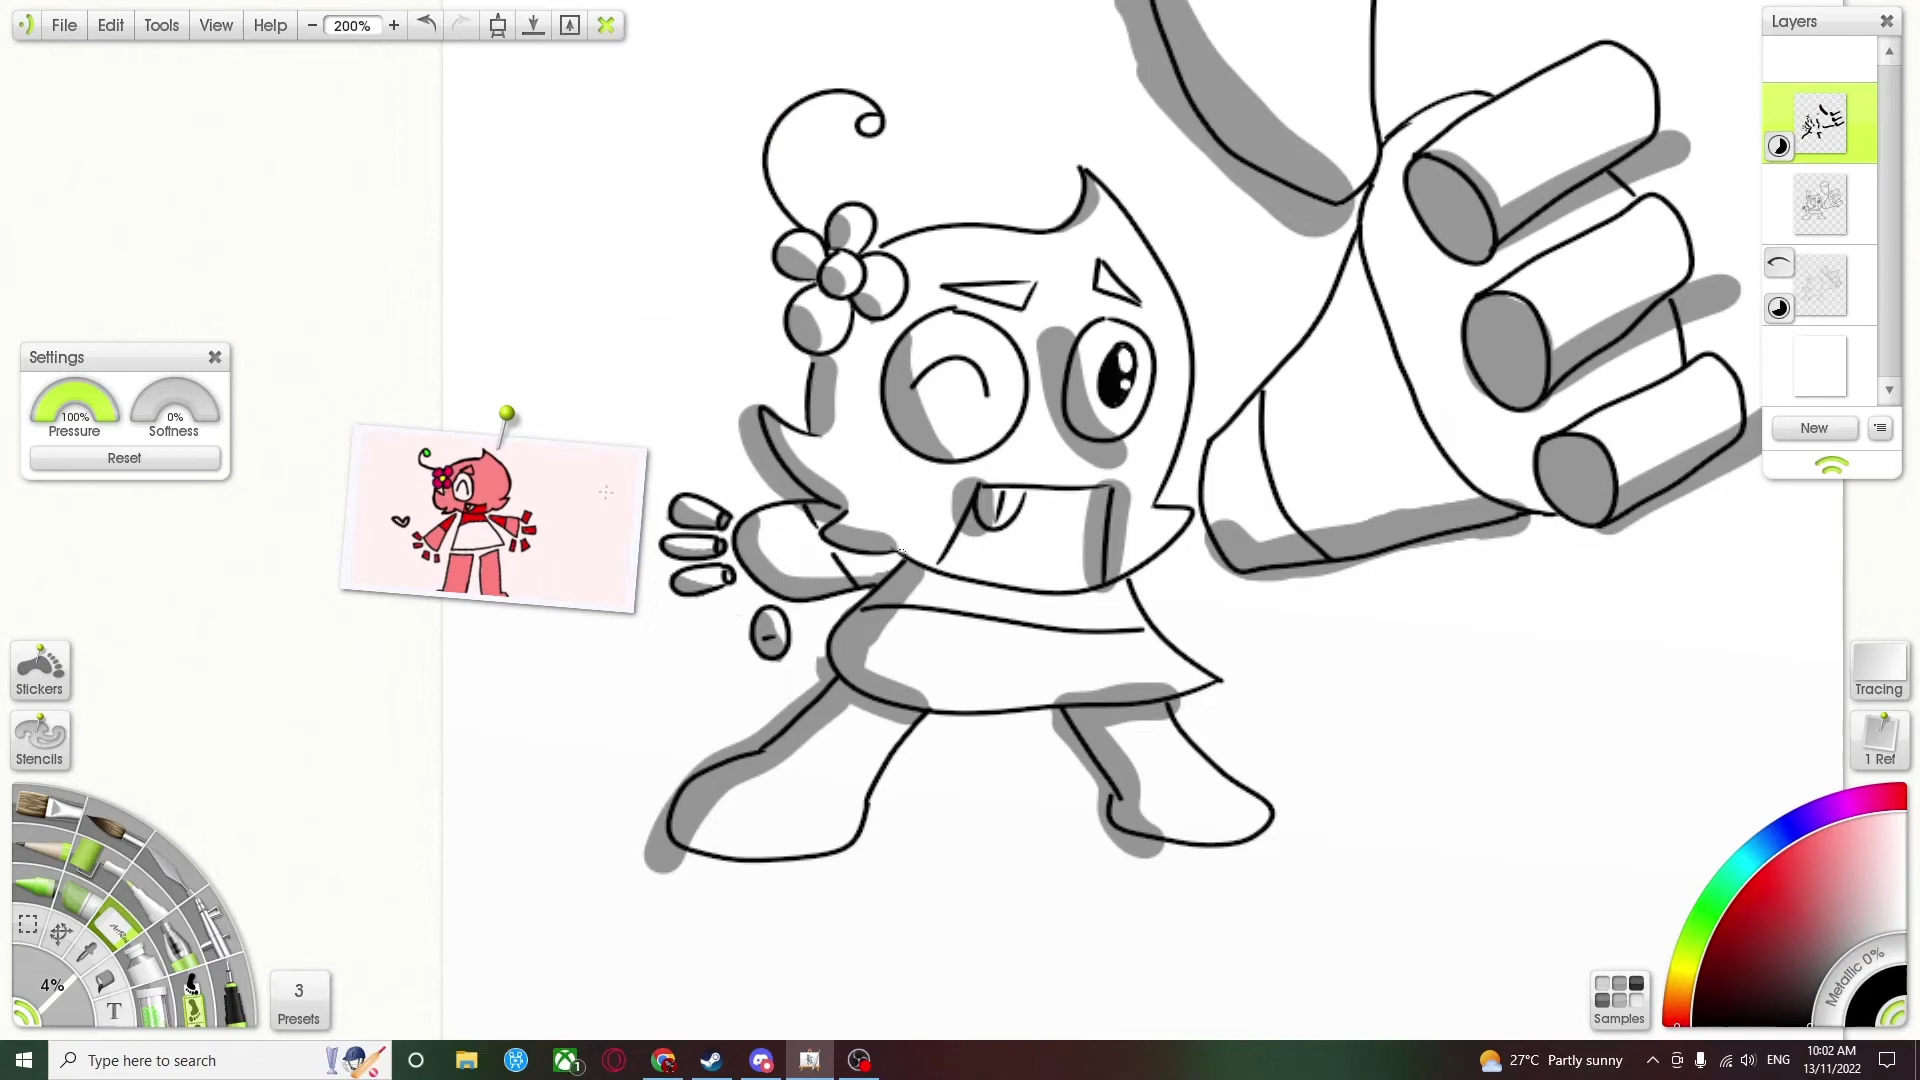 File Edit Tools View Help 200%
Layers
Settings
100%
Pressure
0%
Softness
Reset
New
Stickers
Stencils
Tracing
1 Ref
4%
T
3
Presets
Metallic 0%
Samples
Type here to search
1
27°C Partly sunny
ENG
10:02 AM
13/11/2022